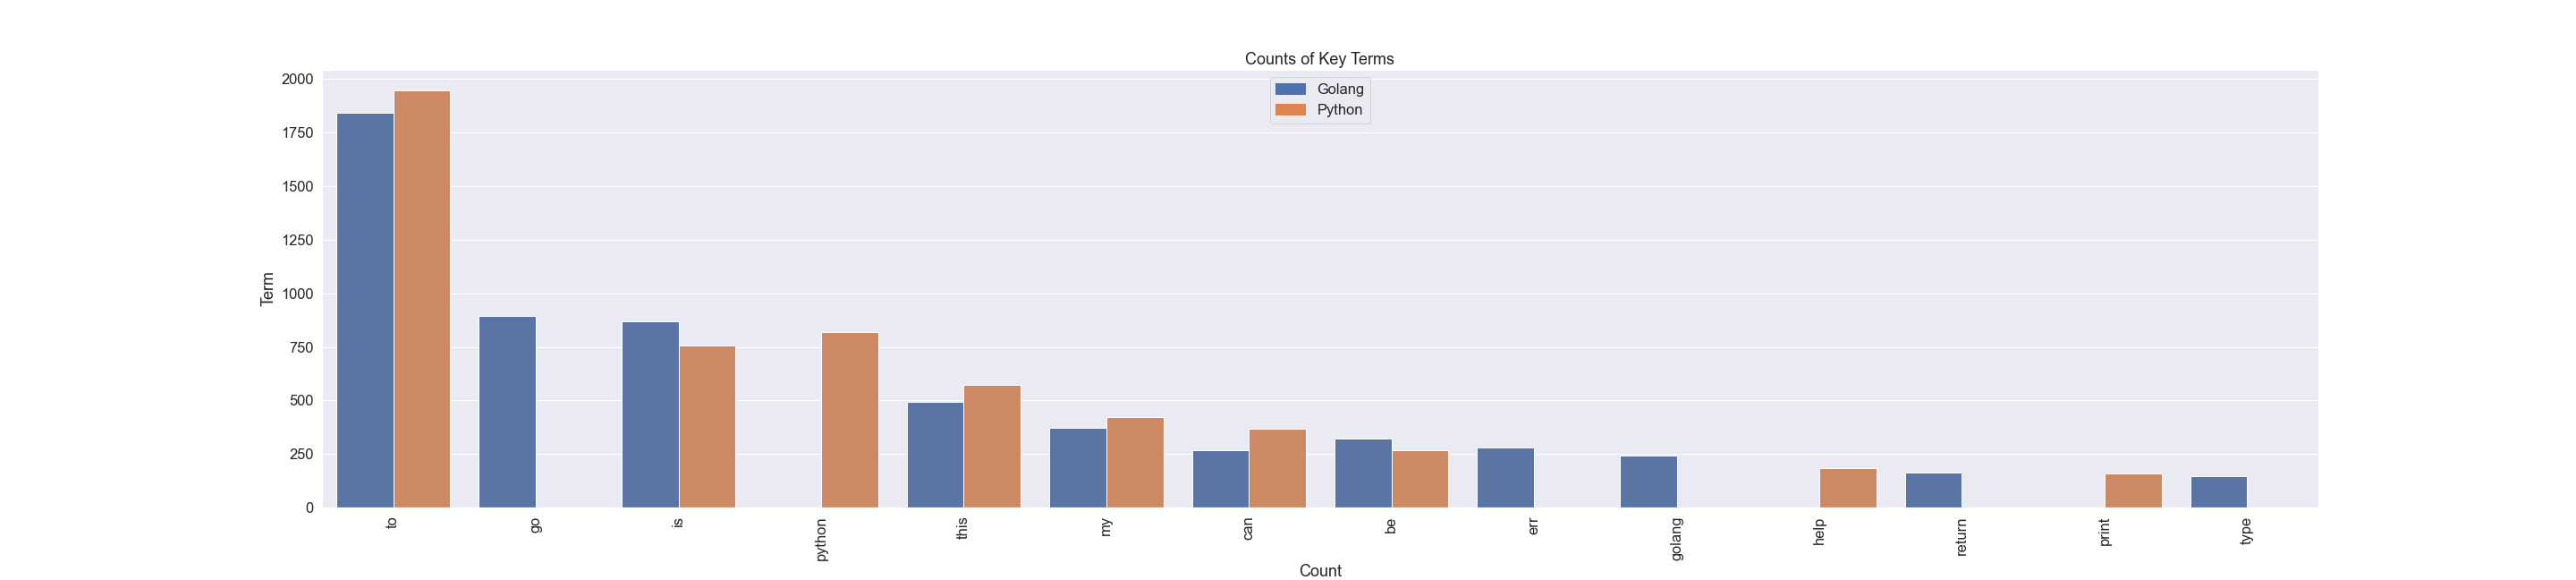 Counts of Key Terms
Golang
Python
2000
1750
1500
1250
1000
750
500
250
0
Term
to
go
is
python
this
my
can
be
err
golang
help
return
print
type
Count